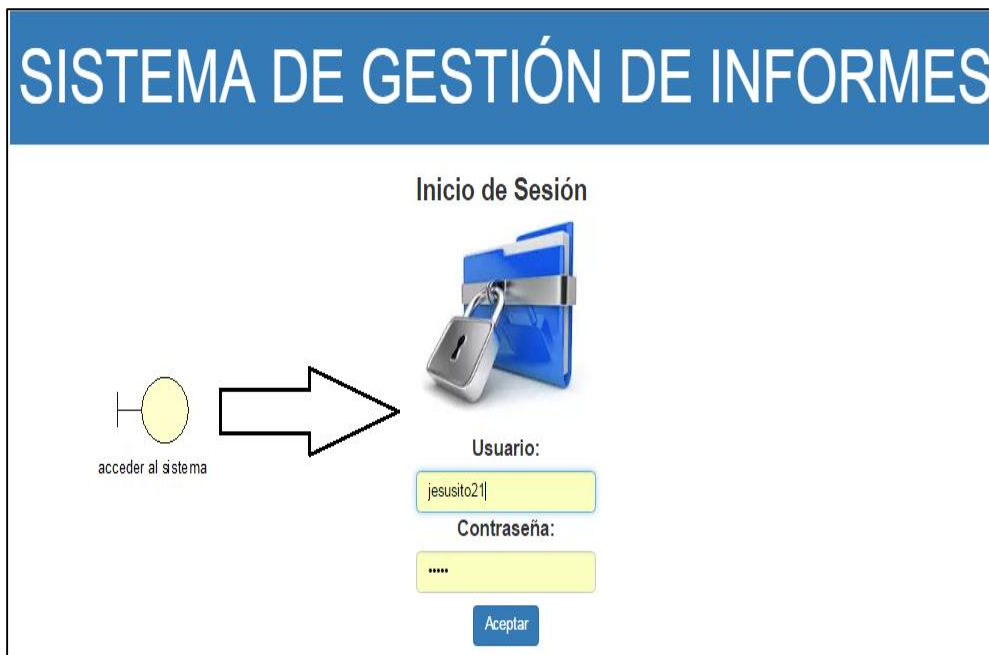 SISTEMA DE GESTIÓN DE INFORMES
Inicio de Sesión
acceder al sistema
Usuario:
jesusito21
Contraseña:
•••••
Aceptar